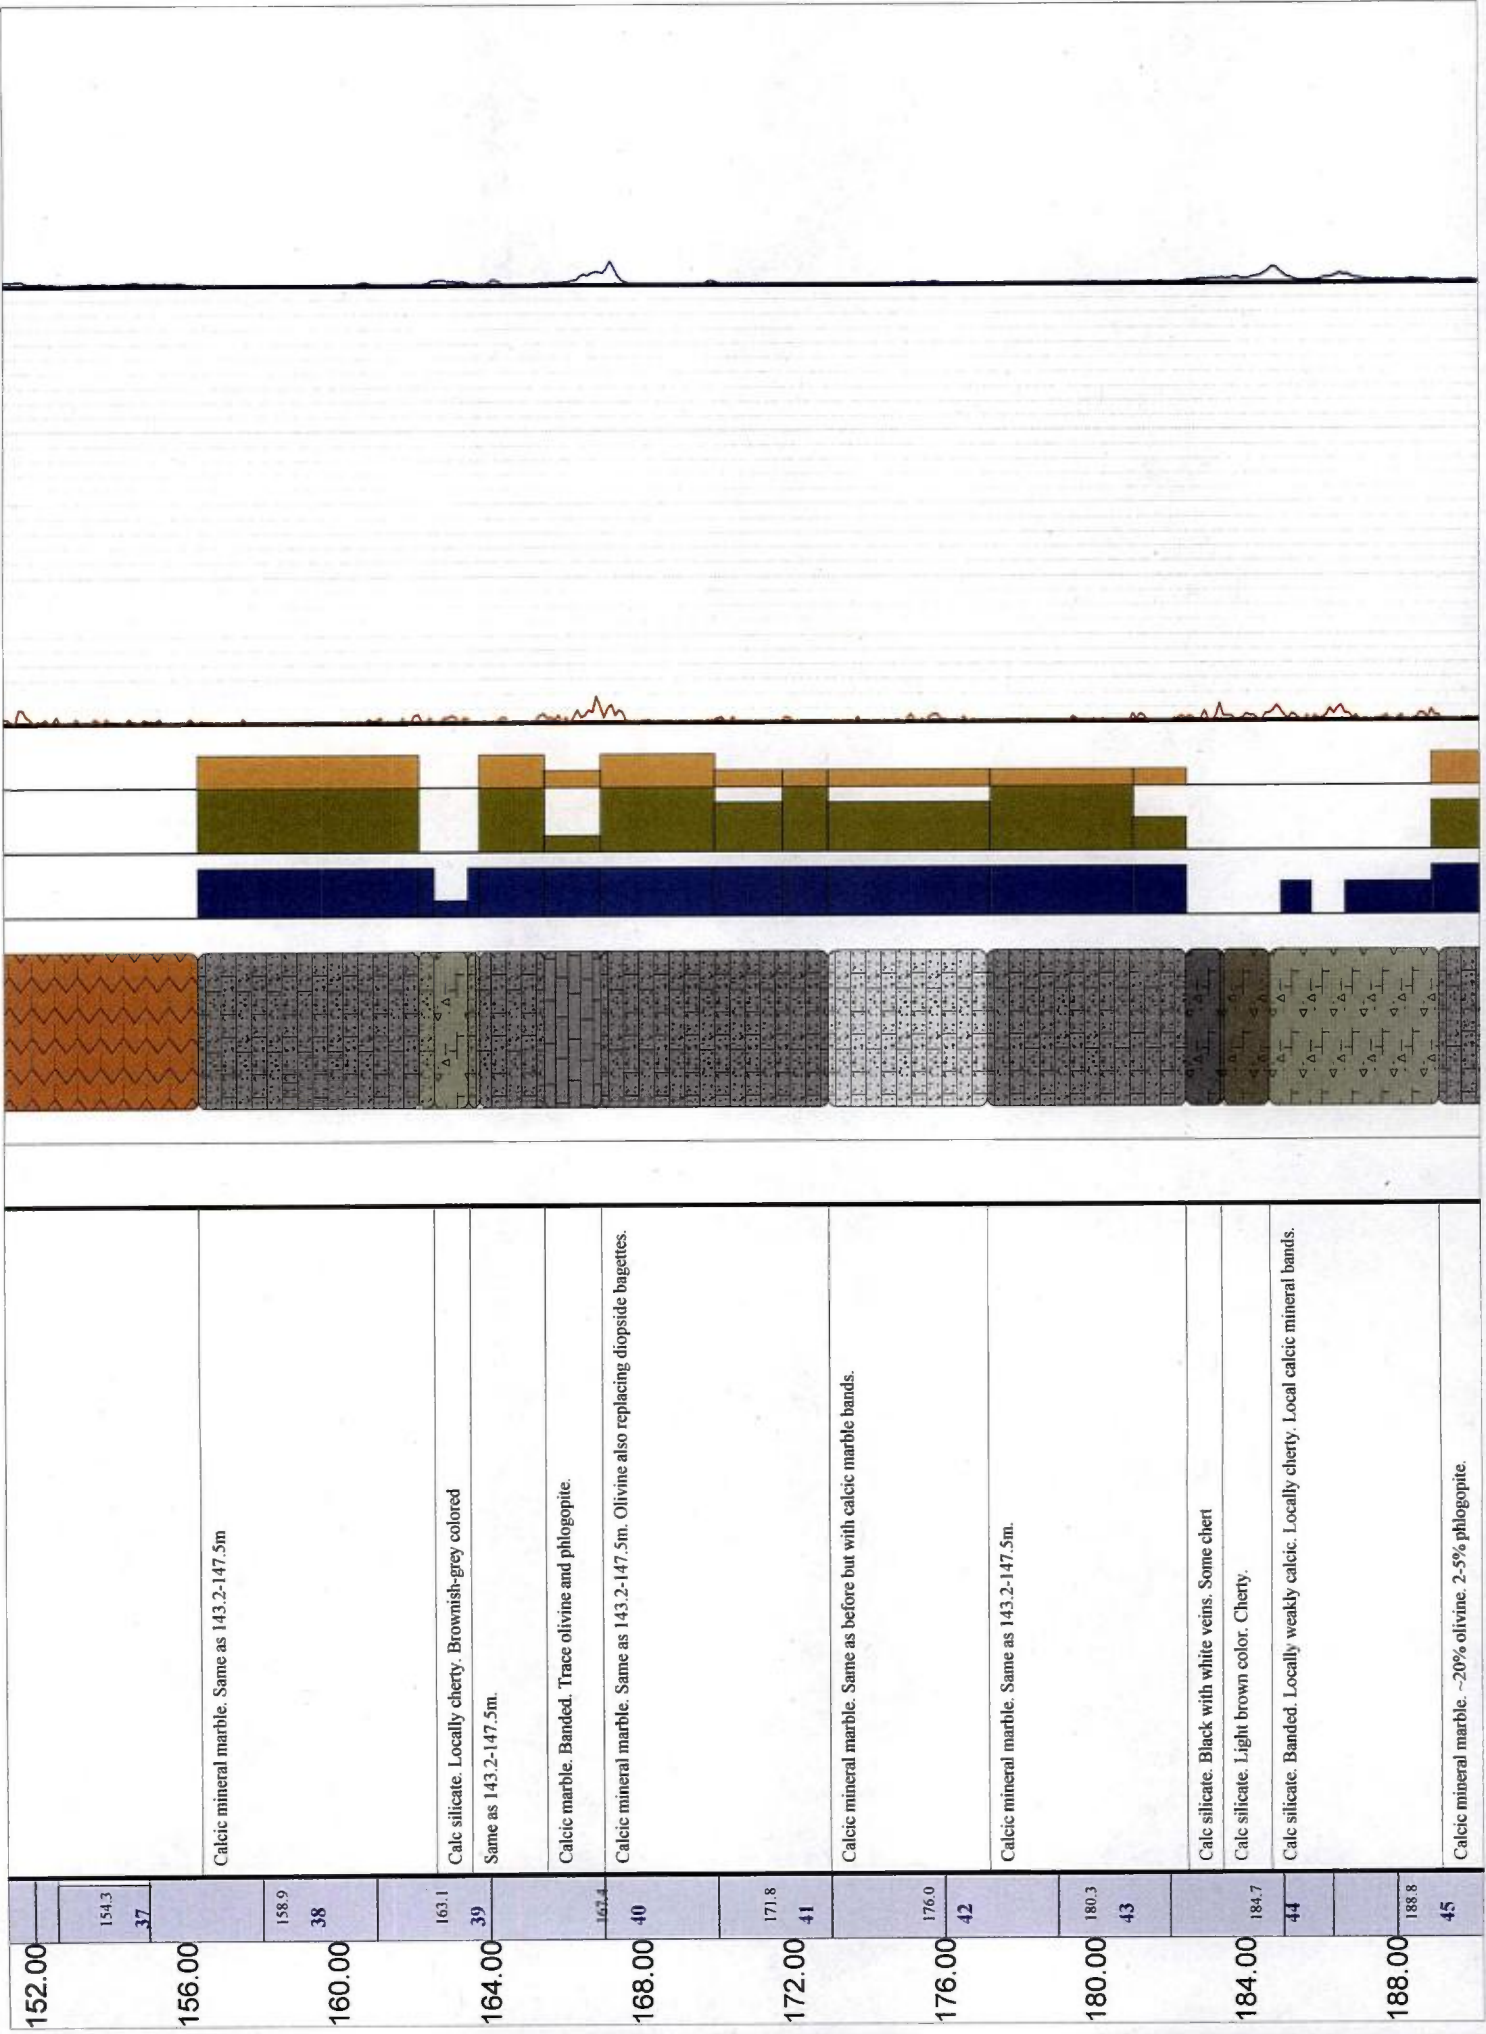 152.00
154.3
37
156.00
Calcic mineral marble. Same as 143.2-147.5m
158.9
38
160.00
163.1
Calc silicate. Locally cherty. Brownish-grey colored
39
Same as 143.2-147.5m.
164.00
Calcic marble. Banded. Trace olivine and phlogopite.
167.4
Calcic mineral marble. Same as 143.2-147.5m. Olivine also replacing diopside bagettes.
40
168.00
171.8
41
172.00
Calcic mineral marble. Same as before but with calcic marble bands.
176.0
42
176.00
Calcic mineral marble. Same as 143.2-147.5m.
180.3
43
180.00
Calc silicate. Black with white veins. Some chert
Calc silicate. Light brown color. Cherty.
184.7
44
184.00
Calc silicate. Banded. Locally weakly calcic. Locally cherty. Local calcic mineral bands.
188.8
45
188.00
Calcic mineral marble. ~20% olivine. 2-5% phlogopite.